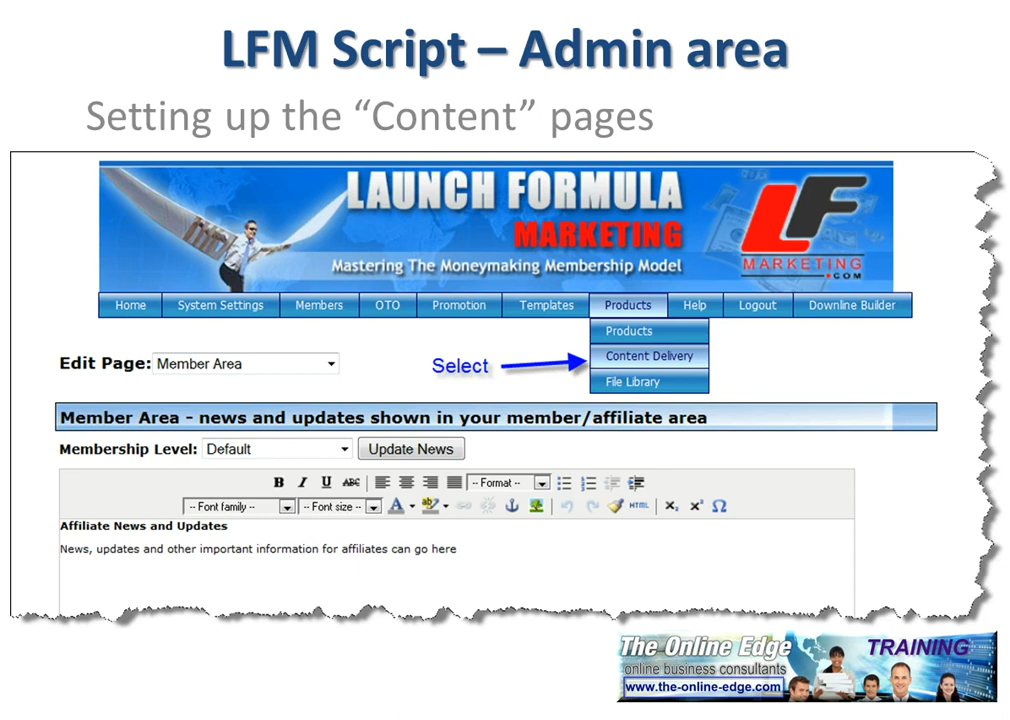 LFM Script – Admin area
Setting up the “Content” pages
LAUNCH FORMULA
MARKETING
Mastering The Moneymaking Membership Model
LF
MARKETING
.COM
Home System Settings Members OTO Promotion Templates Products Help Logout Downline Builder
Products
Content Delivery
File Library
Edit Page: Member Area
Select
Member Area - news and updates shown in your member/affiliate area
Membership Level: Default Update News
B I U ABC -- Format --
-- Font family -- -- Font size -- A ab HTML x₂ x² Ω
Affiliate News and Updates
News, updates and other important information for affiliates can go here
The Online Edge TRAINING
online business consultants
www.the-online-edge.com